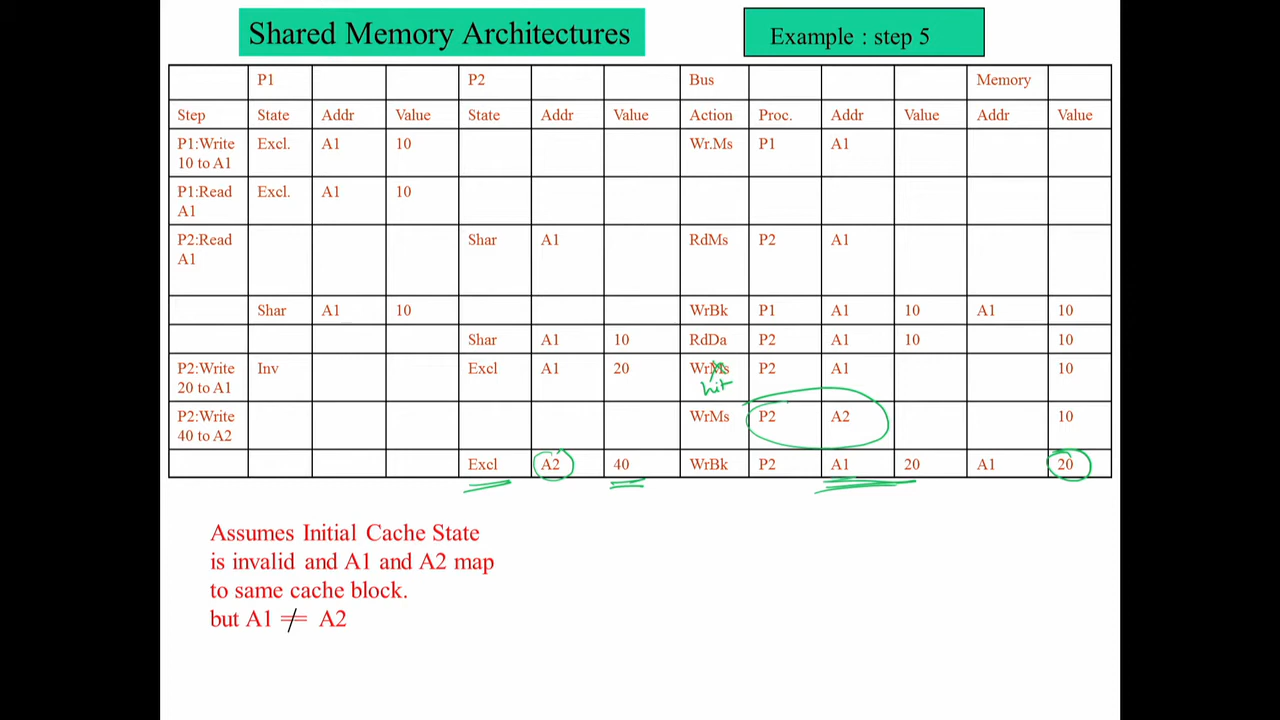 Shared Memory Architectures
Example : step 5
P1 P2 Bus Memory
Step State Addr Value State Addr Value Action Proc. Addr Value Addr Value
P1:Write Excl. A1 10 Wr.Ms P1 A1
10 to A1
P1:Read Excl. A1 10
A1
P2:Read Shar A1 RdMs P2 A1
A1
Shar A1 10 WrBk P1 A1 10 A1 10
Shar A1 10 RdDa P2 A1 10 10
P2:Write Inv Excl A1 20 WrMs P2 A1 10
20 to A1 hit
P2:Write WrMs P2 A2 10
40 to A2
Excl A2 40 WrBk P2 A1 20 A1 20
Assumes Initial Cache State
is invalid and A1 and A2 map
to same cache block.
but A1 ≠ A2